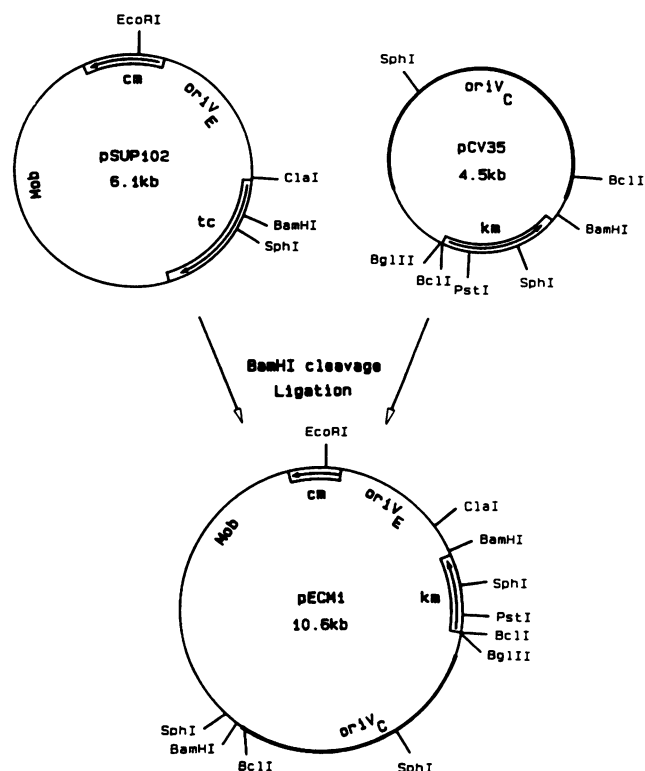 EcoRI
cm
oriV E
pSUP102
6.1kb
Mob
ClaI
tc
BamHI
SphI
SphI
oriV C
pCV35
4.5kb
BclI
km
BamHI
BglII
BclI
PstI
SphI
BamHI cleavage
Ligation
EcoRI
cm
oriV E
Mob
ClaI
BamHI
SphI
km
pECM1
10.6kb
PstI
BclI
BglII
oriV C
SphI
BamHI
BclI
SphI